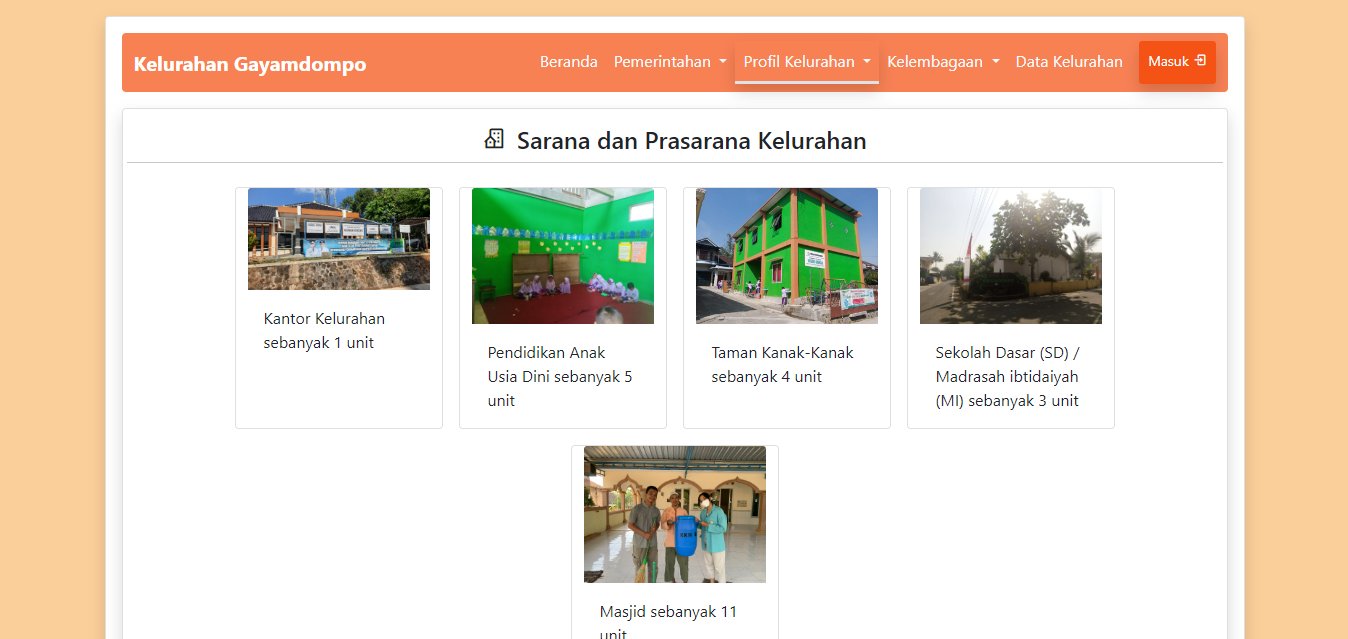 Kelurahan Gayamdompo
Beranda
Pemerintahan
Profil Kelurahan
Kelembagaan
Data Kelurahan
Masuk
Sarana dan Prasarana Kelurahan
Kantor Kelurahan
sebanyak 1 unit
Pendidikan Anak
Usia Dini sebanyak 5
unit
Taman Kanak-Kanak
sebanyak 4 unit
Sekolah Dasar (SD) /
Madrasah ibtidaiyah
(MI) sebanyak 3 unit
Masjid sebanyak 11
unit